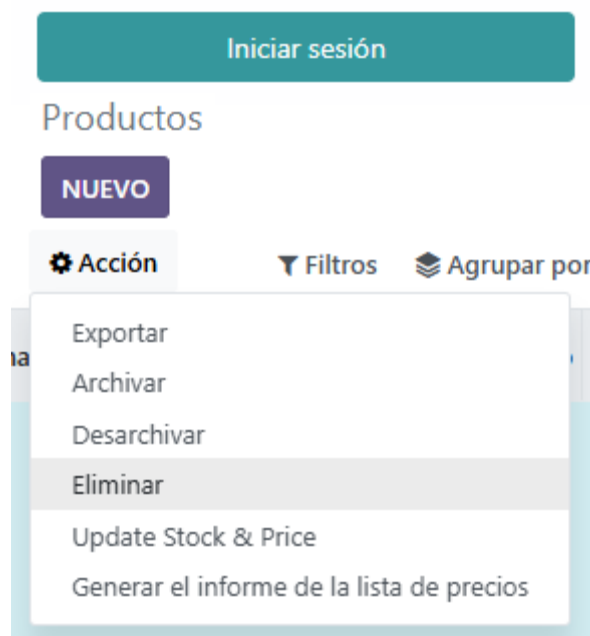 Iniciar sesión
Productos
NUEVO
Acción Filtros Agrupar por
Exportar
Archivar
Desarchivar
Eliminar
Update Stock & Price
Generar el informe de la lista de precios